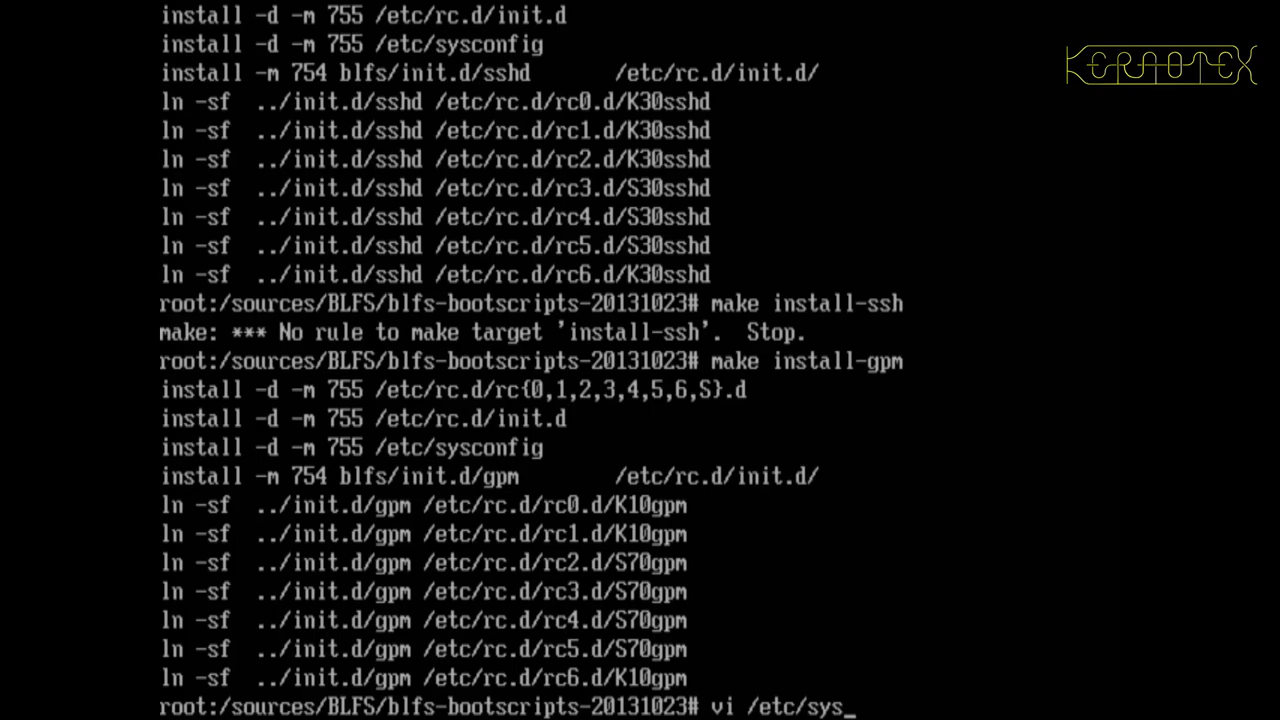 install -d -m 755 /etc/rc.d/init.d
install -d -m 755 /etc/sysconfig
install -m 754 blfs/init.d/sshd       /etc/rc.d/init.d/
ln -sf  ../init.d/sshd /etc/rc.d/rc0.d/K30sshd
ln -sf  ../init.d/sshd /etc/rc.d/rc1.d/K30sshd
ln -sf  ../init.d/sshd /etc/rc.d/rc2.d/K30sshd
ln -sf  ../init.d/sshd /etc/rc.d/rc3.d/S30sshd
ln -sf  ../init.d/sshd /etc/rc.d/rc4.d/S30sshd
ln -sf  ../init.d/sshd /etc/rc.d/rc5.d/S30sshd
ln -sf  ../init.d/sshd /etc/rc.d/rc6.d/K30sshd
root:/sources/BLFS/blfs-bootscripts-20131023# make install-ssh
make: *** No rule to make target 'install-ssh'.  Stop.
root:/sources/BLFS/blfs-bootscripts-20131023# make install-gpm
install -d -m 755 /etc/rc.d/rc{0,1,2,3,4,5,6,S}.d
install -d -m 755 /etc/rc.d/init.d
install -d -m 755 /etc/sysconfig
install -m 754 blfs/init.d/gpm        /etc/rc.d/init.d/
ln -sf  ../init.d/gpm /etc/rc.d/rc0.d/K10gpm
ln -sf  ../init.d/gpm /etc/rc.d/rc1.d/K10gpm
ln -sf  ../init.d/gpm /etc/rc.d/rc2.d/S70gpm
ln -sf  ../init.d/gpm /etc/rc.d/rc3.d/S70gpm
ln -sf  ../init.d/gpm /etc/rc.d/rc4.d/S70gpm
ln -sf  ../init.d/gpm /etc/rc.d/rc5.d/S70gpm
ln -sf  ../init.d/gpm /etc/rc.d/rc6.d/K10gpm
root:/sources/BLFS/blfs-bootscripts-20131023# vi /etc/sys_